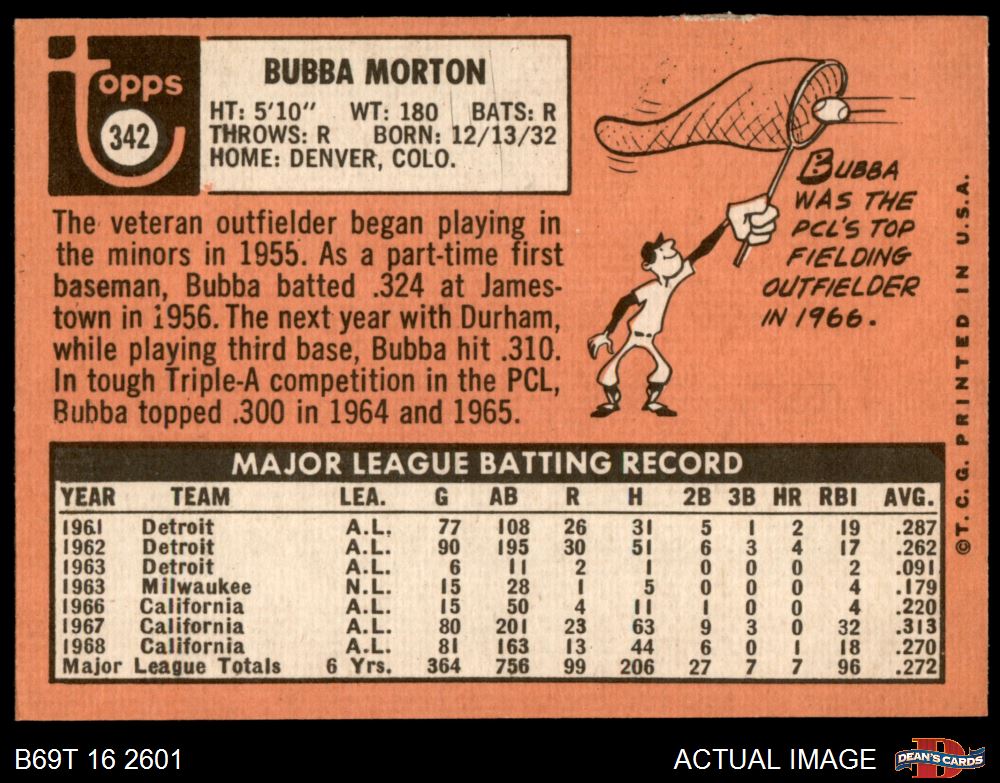 Topps
342
BUBBA MORTON
HT: 5'10" WT: 180 BATS: R
THROWS: R BORN: 12/13/32
HOME: DENVER, COLO.
The veteran outfielder began playing in
the minors in 1955. As a part-time first
baseman, Bubba batted .324 at James-
town in 1956. The next year with Durham,
while playing third base, Bubba hit .310.
In tough Triple-A competition in the PCL,
Bubba topped .300 in 1964 and 1965.
BUBBA
WAS THE
PCL'S TOP
FIELDING
OUTFIELDER
IN 1966.
©T. C. G. PRINTED IN U.S.A.
MAJOR LEAGUE BATTING RECORD
YEAR TEAM LEA. G AB R H 2B 3B HR RBI AVG.
1961 Detroit A.L. 77 108 26 31 5 1 2 19 .287
1962 Detroit A.L. 90 195 30 51 6 3 4 17 .262
1963 Detroit A.L. 6 11 2 1 0 0 0 2 .091
1963 Milwaukee N.L. 15 28 1 5 0 0 0 4 .179
1966 California A.L. 15 50 4 11 1 0 0 4 .220
1967 California A.L. 80 201 23 63 9 3 0 32 .313
1968 California A.L. 81 163 13 44 6 0 1 18 .270
Major League Totals 6 Yrs. 364 756 99 206 27 7 7 96 .272
B69T 16 2601
ACTUAL IMAGE
D
DEAN'S CARDS